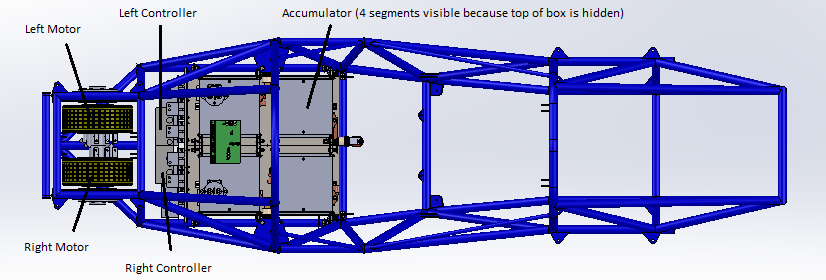 Left Controller
Accumulator (4 segments visible because top of box is hidden)
Left Motor
Right Motor
Right Controller